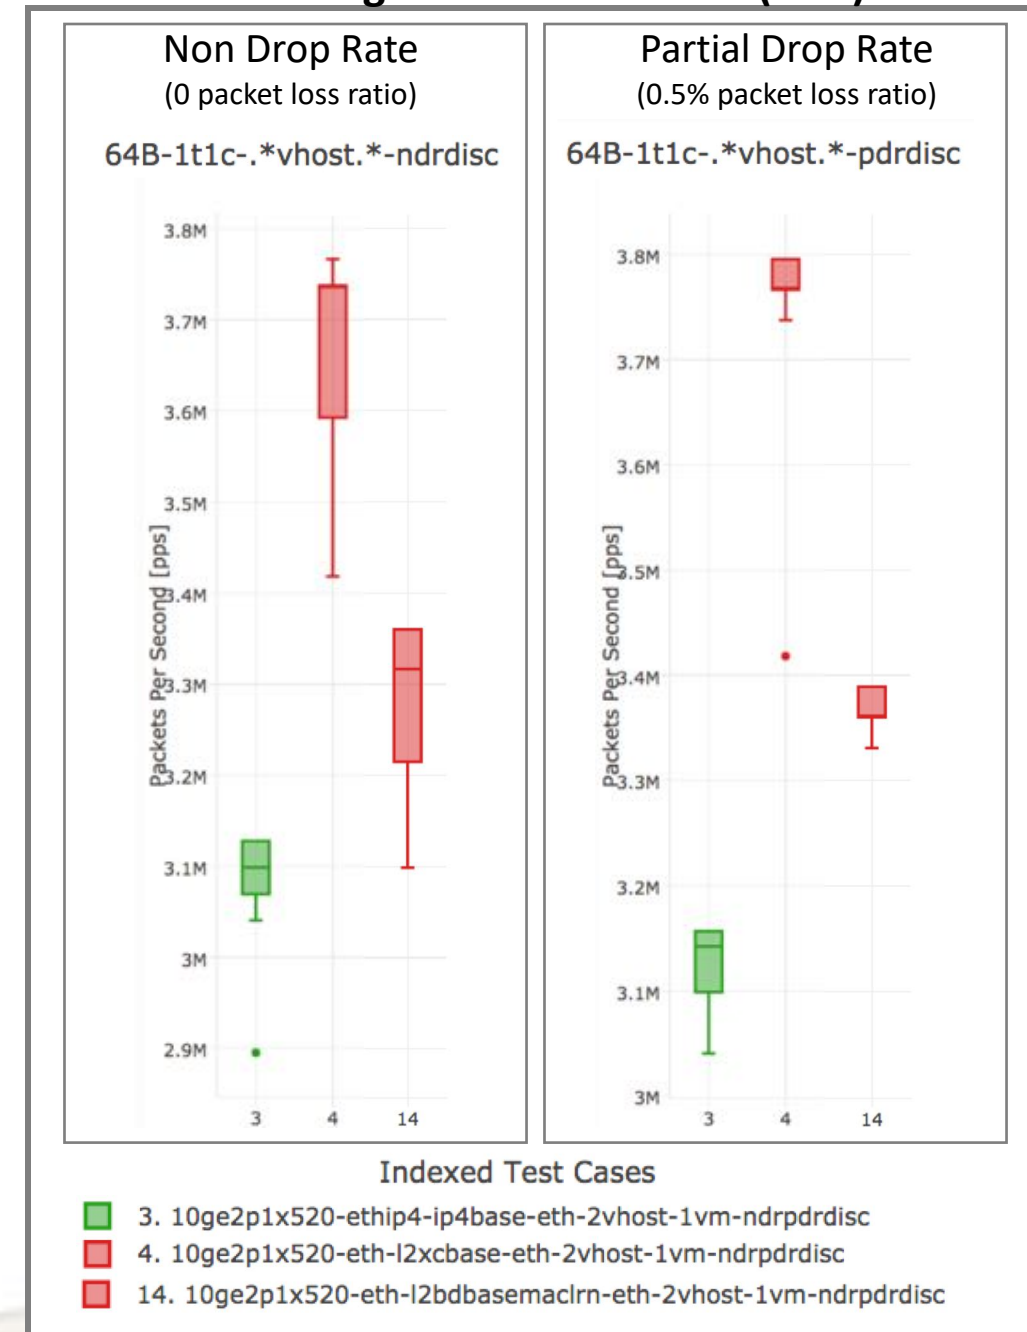 Non Drop Rate
(0 packet loss ratio)
64B-1t1c-.*vhost.*-ndrdisc
Packets Per Second [pps]
3.8M
3.7M
3.6M
3.5M
3.4M
3.3M
3.2M
3.1M
3M
2.9M
3 4 14
Partial Drop Rate
(0.5% packet loss ratio)
64B-1t1c-.*vhost.*-pdrdisc
Packets Per Second [pps]
3.8M
3.7M
3.6M
3.5M
3.4M
3.3M
3.2M
3.1M
3M
3 4 14
Indexed Test Cases
3. 10ge2p1x520-ethip4-ip4base-eth-2vhost-1vm-ndrpdrdisc
4. 10ge2p1x520-eth-l2xcbase-eth-2vhost-1vm-ndrpdrdisc
14. 10ge2p1x520-eth-l2bdbasemaclrn-eth-2vhost-1vm-ndrpdrdisc